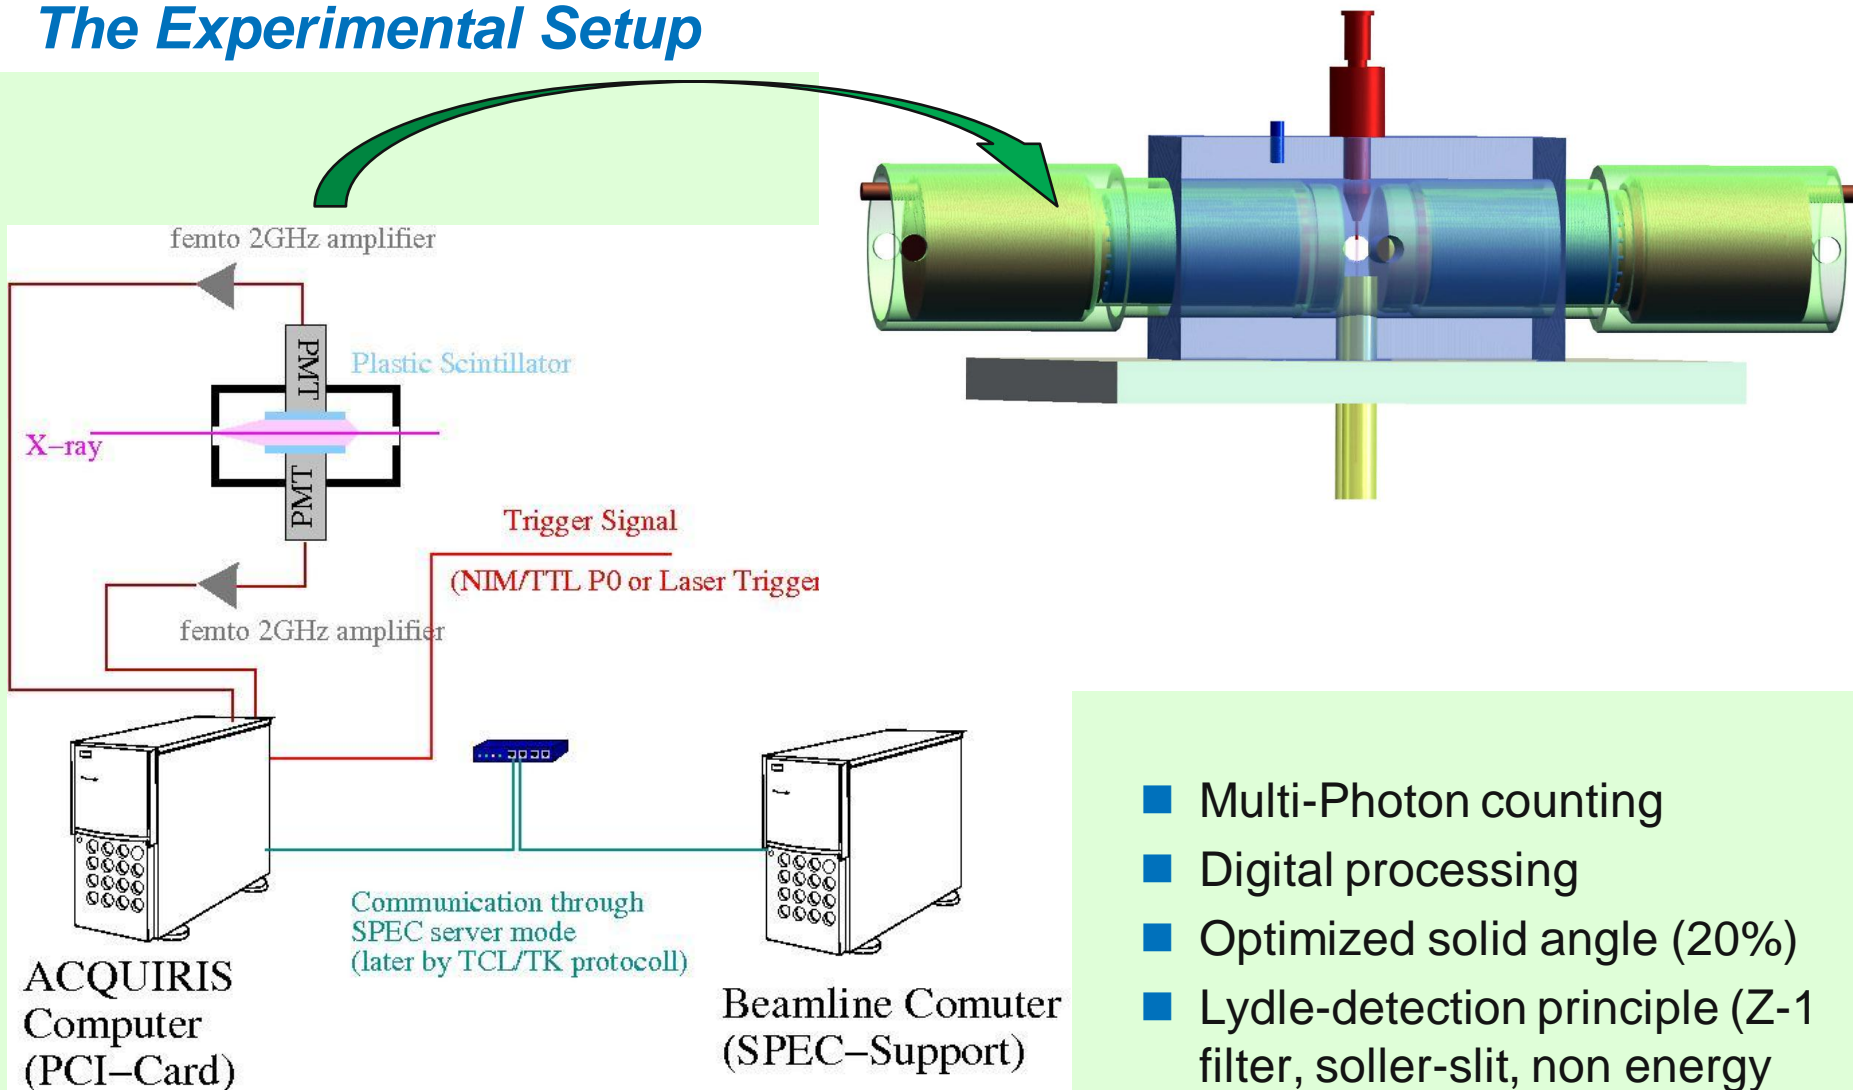 The Experimental Setup
femto 2GHz amplifier
PMT
Plastic Scintillator
X-ray
PMT
Trigger Signal
(NIM/TTL P0 or Laser Trigger
femto 2GHz amplifier
Communication through
SPEC server mode
(later by TCL/TK protocoll)
ACQUIRIS
Computer
(PCI-Card)
Beamline Comuter
(SPEC-Support)
Multi-Photon counting
Digital processing
Optimized solid angle (20%)
Lydle-detection principle (Z-1
filter, soller-slit, non energy